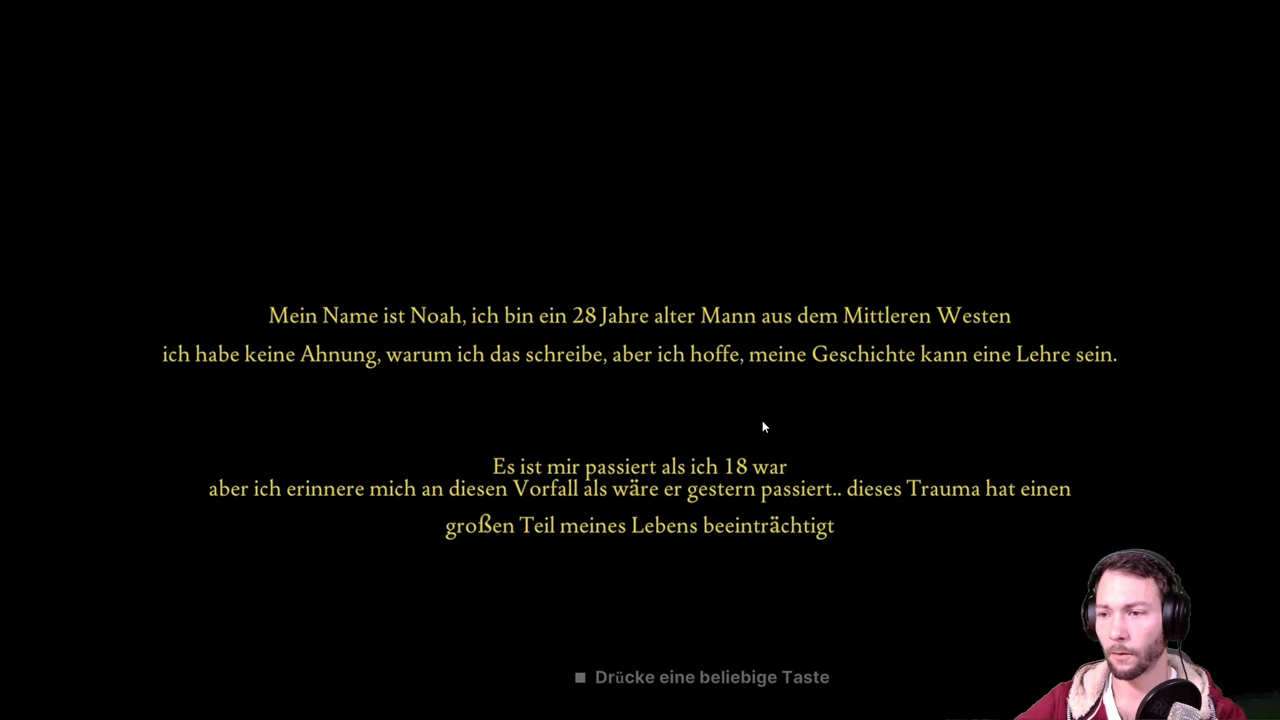 Mein Name ist Noah, ich bin ein 28 Jahre alter Mann aus dem Mittleren Westen
ich habe keine Ahnung, warum ich das schreibe, aber ich hoffe, meine Geschichte kann eine Lehre sein.
Es ist mir passiert als ich 18 war
aber ich erinnere mich an diesen Vorfall als wäre er gestern passiert.. dieses Trauma hat einen
großen Teil meines Lebens beeinträchtigt
Drücke eine beliebige Taste